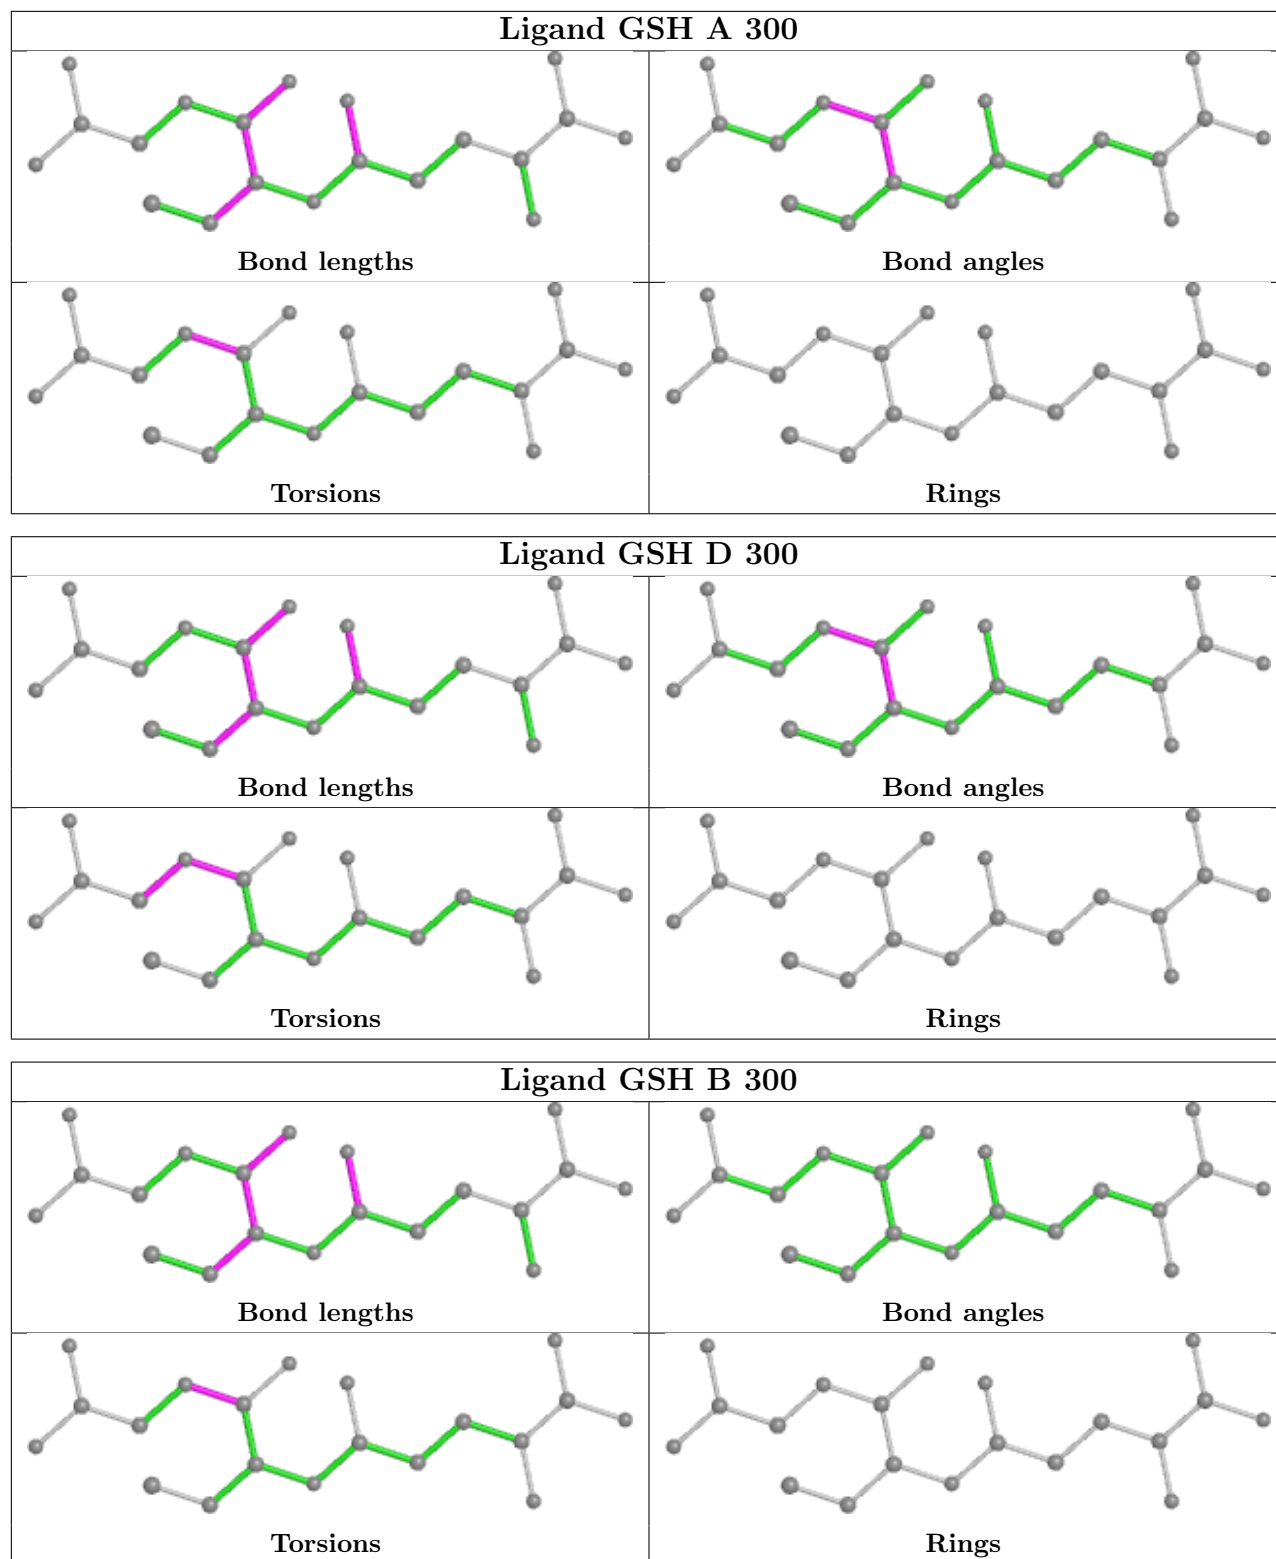 Ligand GSH A 300
Bond lengths
Bond angles
Torsions
Rings
Ligand GSH D 300
Bond lengths
Bond angles
Torsions
Rings
Ligand GSH B 300
Bond lengths
Bond angles
Torsions
Rings